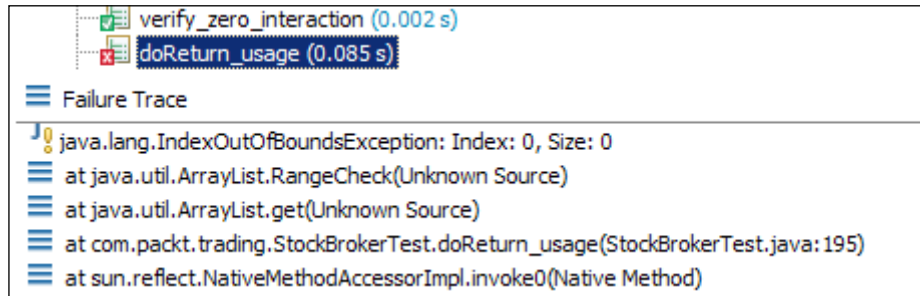 verify_zero_interaction (0.002 s)
doReturn_usage (0.085 s)
Failure Trace
java.lang.IndexOutOfBoundsException: Index: 0, Size: 0
at java.util.ArrayList.RangeCheck(Unknown Source)
at java.util.ArrayList.get(Unknown Source)
at com.packt.trading.StockBrokerTest.doReturn_usage(StockBrokerTest.java:195)
at sun.reflect.NativeMethodAccessorImpl.invoke0(Native Method)